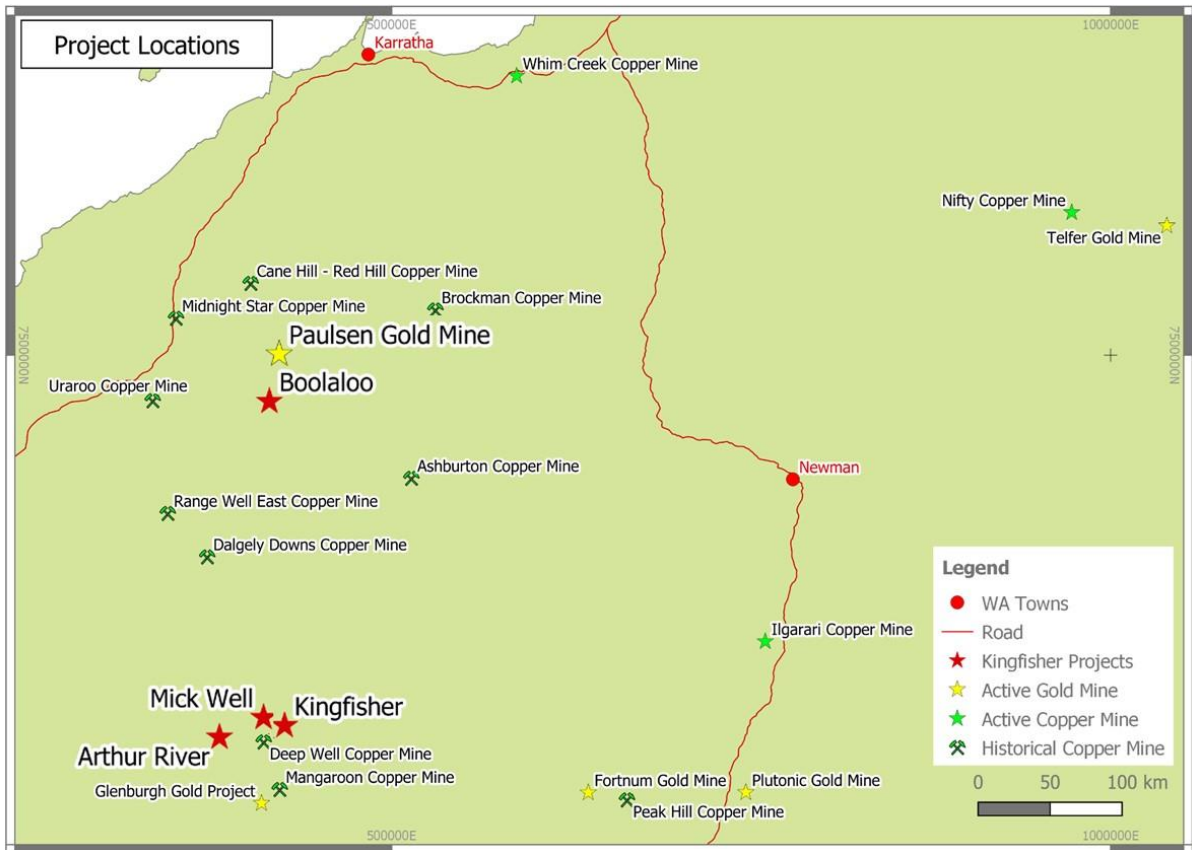 Project Locations
500000E
1000000E
Karratha
Whim Creek Copper Mine
Nifty Copper Mine
Telfer Gold Mine
Cane Hill - Red Hill Copper Mine
Midnight Star Copper Mine
Brockman Copper Mine
Paulsen Gold Mine
7500000N
7500000N
Boolaloo
Uraroo Copper Mine
Ashburton Copper Mine
Newman
Range Well East Copper Mine
Dalgely Downs Copper Mine
Ilgarari Copper Mine
Mick Well
Kingfisher
Arthur River
Deep Well Copper Mine
Mangaroon Copper Mine
Glenburgh Gold Project
Fortnum Gold Mine
Plutonic Gold Mine
Peak Hill Copper Mine
Legend
WA Towns
Road
Kingfisher Projects
Active Gold Mine
Active Copper Mine
Historical Copper Mine
0 50 100 km
500000E
1000000E